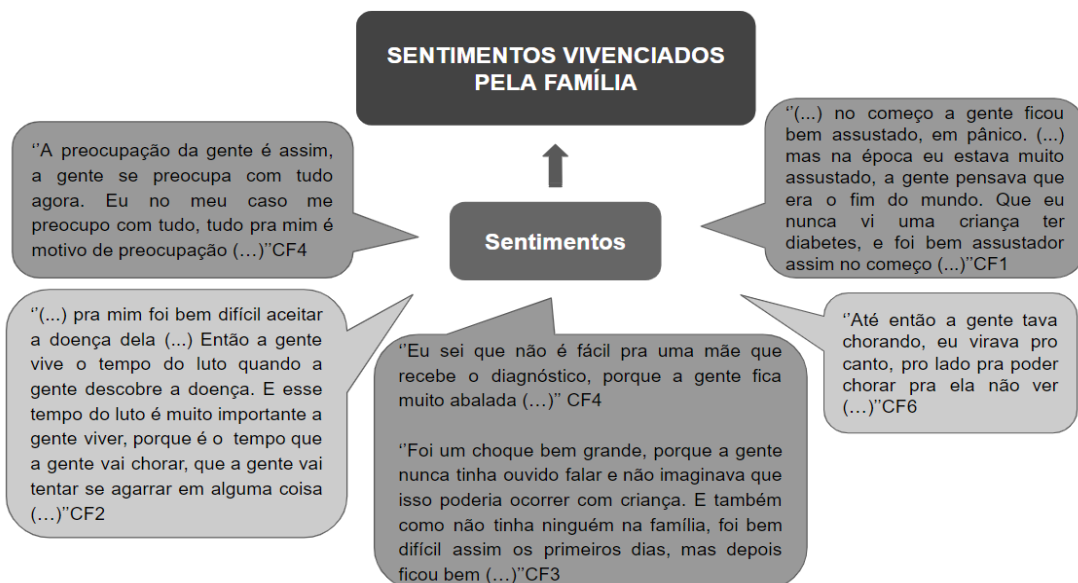 SENTIMENTOS VIVENCIADOS
PELA FAMÍLIA
‘’A preocupação da gente é assim,
a gente se preocupa com tudo
agora. Eu no meu caso me
preocupo com tudo, tudo pra mim é
motivo de preocupação (…)’’CF4
Sentimentos
‘’(...) no começo a gente ficou
bem assustado, em pânico. (...)
mas na época eu estava muito
assustado, a gente pensava que
era o fim do mundo. Que eu
nunca vi uma criança ter
diabetes, e foi bem assustador
assim no começo (...)’’CF1
‘’(...) pra mim foi bem difícil aceitar
a doença dela (...) Então a gente
vive o tempo do luto quando a
gente descobre a doença. E esse
tempo do luto é muito importante a
gente viver, porque é o tempo que
a gente vai chorar, que a gente vai
tentar se agarrar em alguma coisa
(…)’’CF2
‘’Eu sei que não é fácil pra uma mãe que
recebe o diagnóstico, porque a gente fica
muito abalada (…)’’ CF4
‘’Foi um choque bem grande, porque a gente
nunca tinha ouvido falar e não imaginava que
isso poderia ocorrer com criança. E também
como não tinha ninguém na família, foi bem
difícil assim os primeiros dias, mas depois
ficou bem (…)’’CF3
‘’Até então a gente tava
chorando, eu virava pro
canto, pro lado pra poder
chorar pra ela não ver
(…)’’CF6